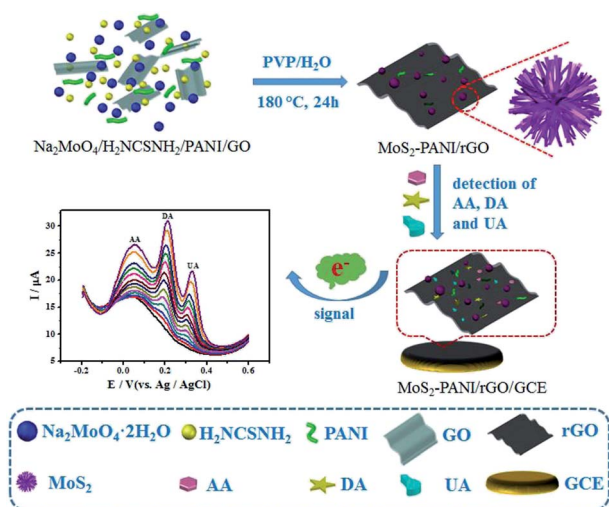 PVP/H₂O
180 °C, 24h
Na₂MoO₄/H₂NCSNH₂/PANI/GO
MoS₂-PANI/rGO
detection of
AA, DA
and UA
I / μA
30
25
20
15
10
5
AA
DA
UA
-0.2
0.0
0.2
0.4
0.6
E / V(vs. Ag / AgCl)
e⁻
signal
MoS₂-PANI/rGO/GCE
Na₂MoO₄·2H₂O
H₂NCSNH₂
PANI
GO
rGO
MoS₂
AA
DA
UA
GCE